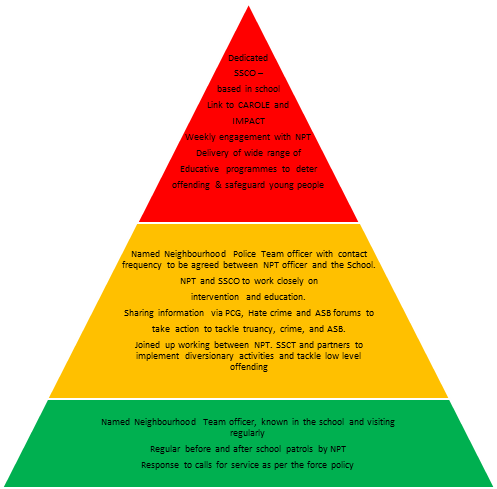 Dedicated
SSCO –
based in school
Link to CAROLE and
IMPACT
Weekly engagement with NPT
Delivery of wide range of
Educative programmes to deter
offending & safeguard young people
Named Neighbourhood Police Team officer with contact
frequency to be agreed between NPT officer and the School.
NPT and SSCO to work closely on
intervention and education.
Sharing information via PCG, Hate crime and ASB forums to
take action to tackle truancy, crime, and ASB.
Joined up working between NPT. SSCT and partners to
implement diversionary activities and tackle low level
offending
Named Neighbourhood Team officer, known in the school and visiting
regularly
Regular before and after school patrols by NPT
Response to calls for service as per the force policy